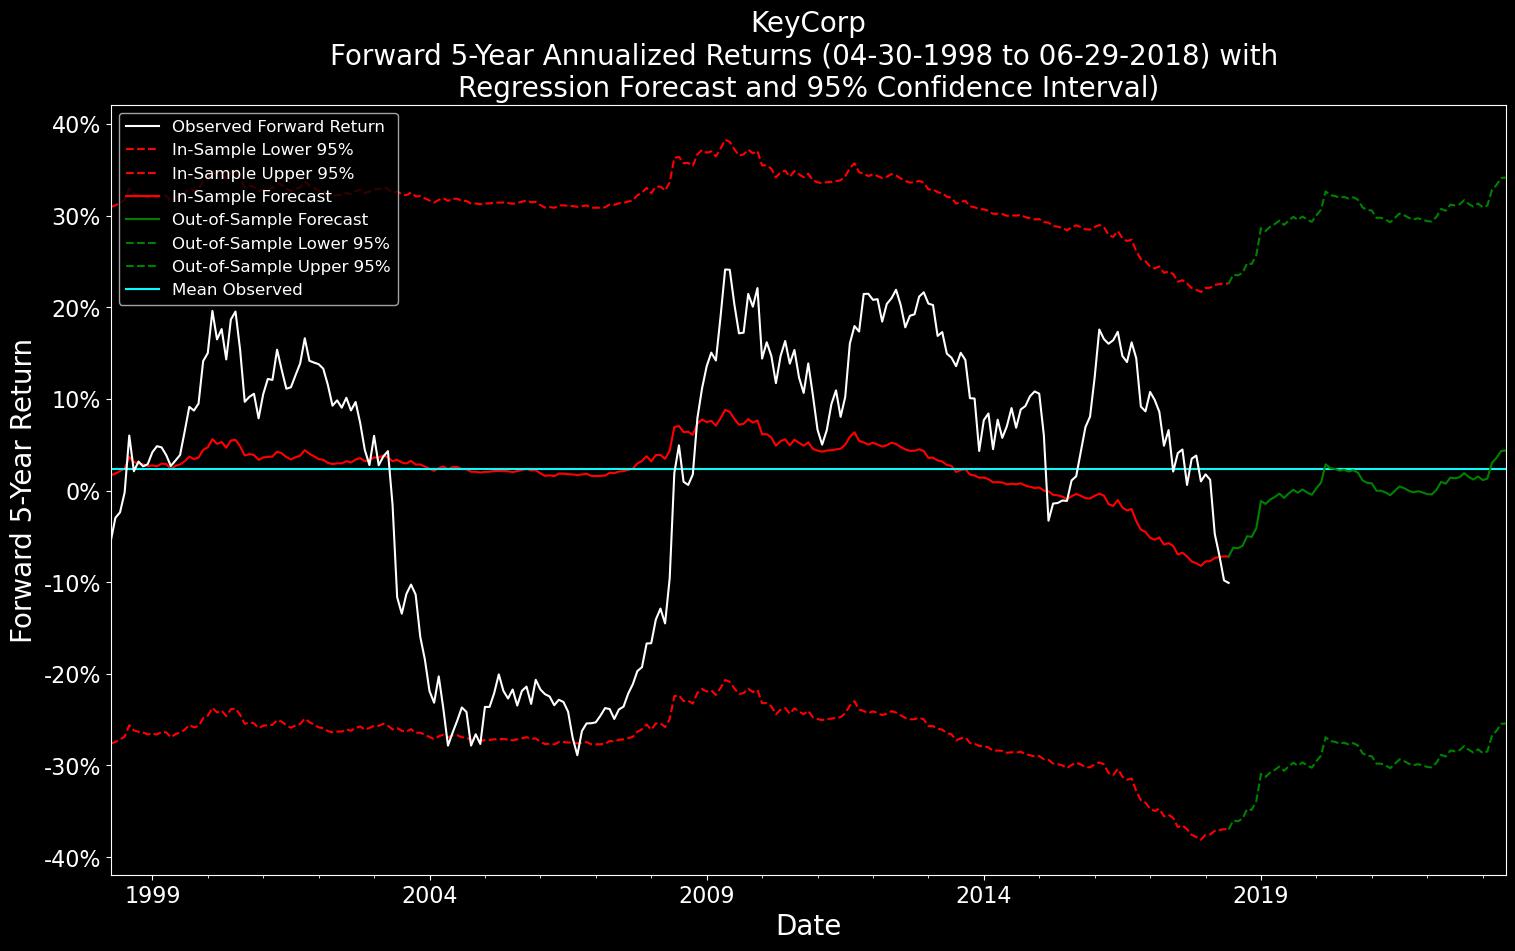 KeyCorp
Forward 5-Year Annualized Returns (04-30-1998 to 06-29-2018) with
Regression Forecast and 95% Confidence Interval)
Observed Forward Return
In-Sample Lower 95%
In-Sample Upper 95%
In-Sample Forecast
Out-of-Sample Forecast
Out-of-Sample Lower 95%
Out-of-Sample Upper 95%
Mean Observed
Forward 5-Year Return
40%
30%
20%
10%
0%
-10%
-20%
-30%
-40%
1999
2004
2009
2014
2019
Date